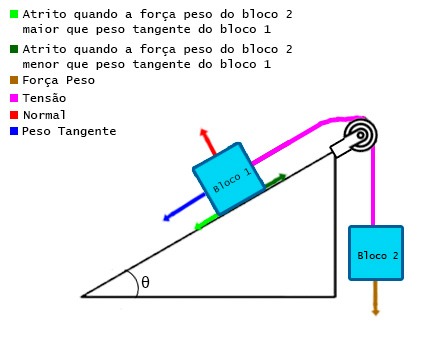 Atrito quando a força peso do bloco 2
maior que peso tangente do bloco 1
Atrito quando a força peso do bloco 2
menor que peso tangente do bloco 1
Força Peso
Tensão
Normal
Peso Tangente
Bloco 1
Bloco 2
θ